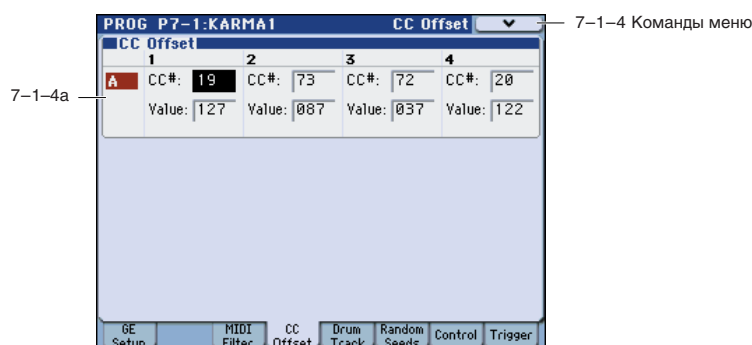 PROG P7-1:KARMA1 CC Offset
7-1-4 Команды меню
CC Offset
1 2 3 4
A CC#: 19 CC#: 73 CC#: 72 CC#: 20
7-1-4a
Value: 127 Value: 087 Value: 037 Value: 122
GE Setup MIDI Filter CC Offset Drum Track Random Seeds Control Trigger